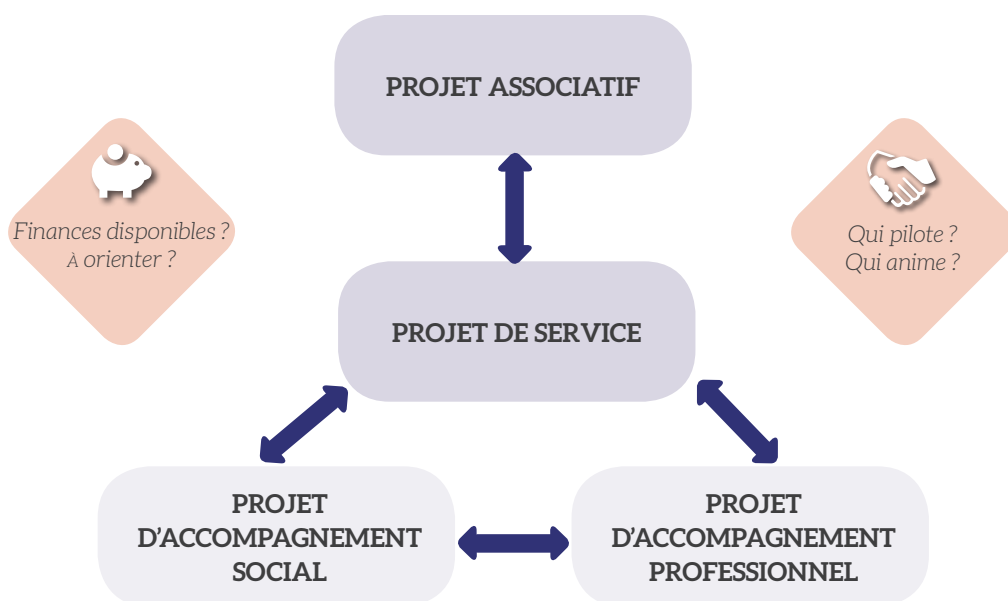 PROJET ASSOCIATIF
Finances disponibles ?
À orienter ?
Qui pilote ?
Qui anime ?
PROJET DE SERVICE
PROJET
D’ACCOMPAGNEMENT
SOCIAL
PROJET
D’ACCOMPAGNEMENT
PROFESSIONNEL